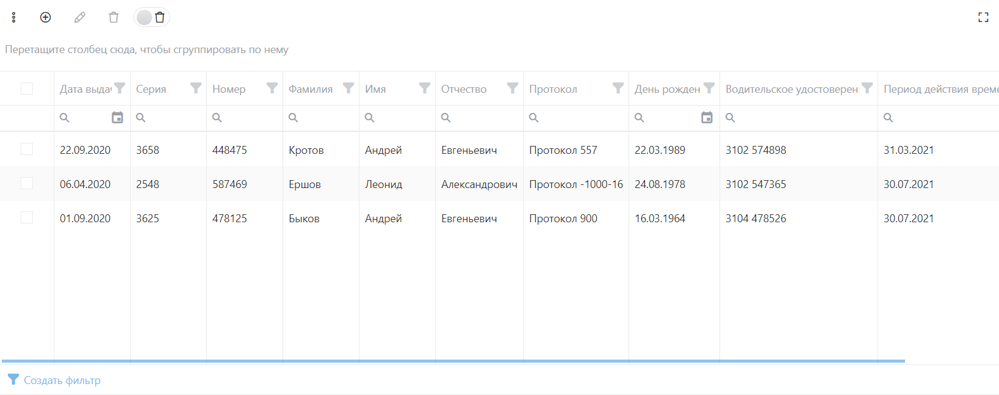 Перетащите столбец сюда, чтобы сгруппировать по нему
Дата выдач Серия Номер Фамилия Имя Отчество Протокол День рожден Водительское удостоверен Период действия време
22.09.2020 3658 448475 Кротов Андрей Евгеньевич Протокол 557 22.03.1989 3102 574898 31.03.2021
06.04.2020 2548 587469 Ершов Леонид Александрович Протокол -1000-16 24.08.1978 3102 547365 30.07.2021
01.09.2020 3625 478125 Быков Андрей Евгеньевич Протокол 900 16.03.1964 3104 478526 30.07.2021
Создать фильтр